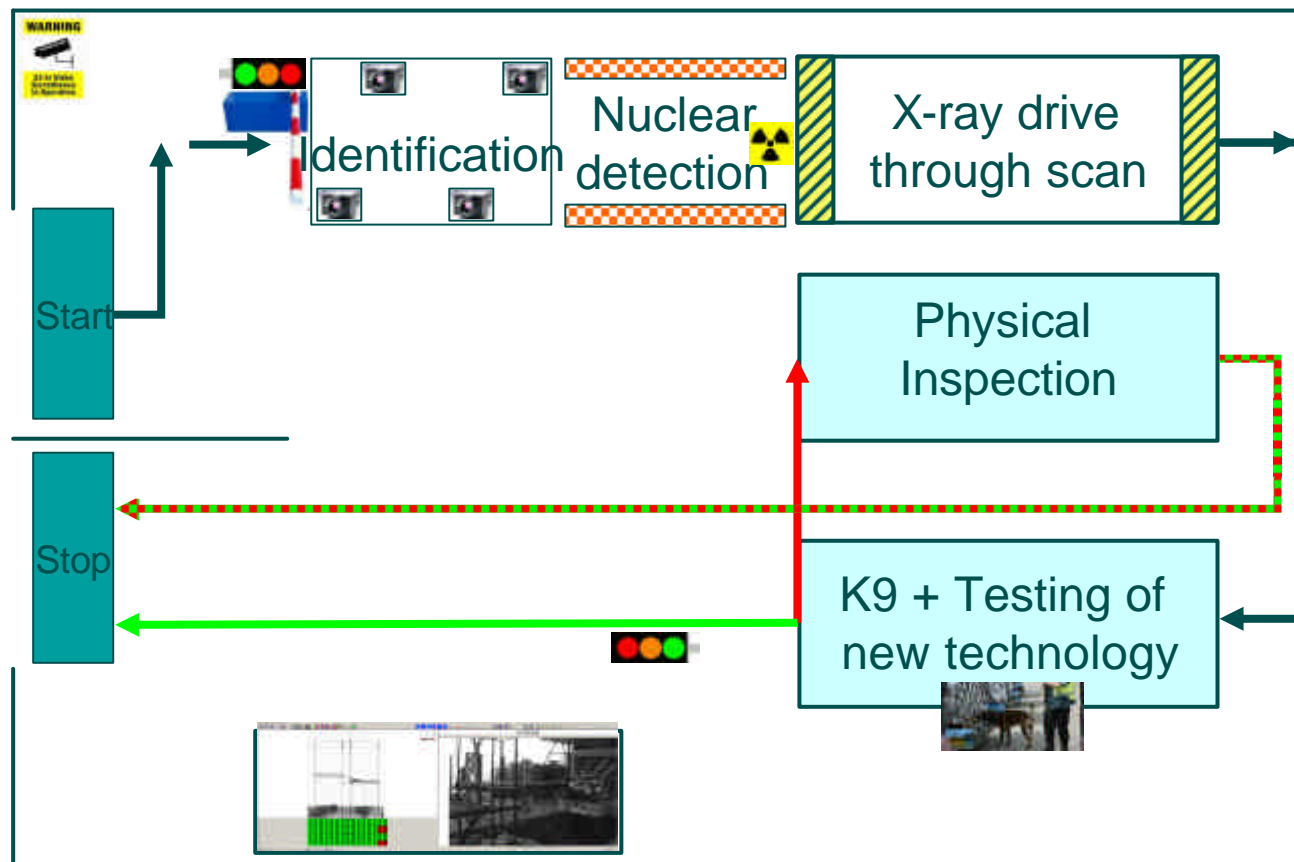 WARNING
Identification
Nuclear
detection
X-ray drive
through scan
Start
Physical
Inspection
Stop
K9 + Testing of
new technology